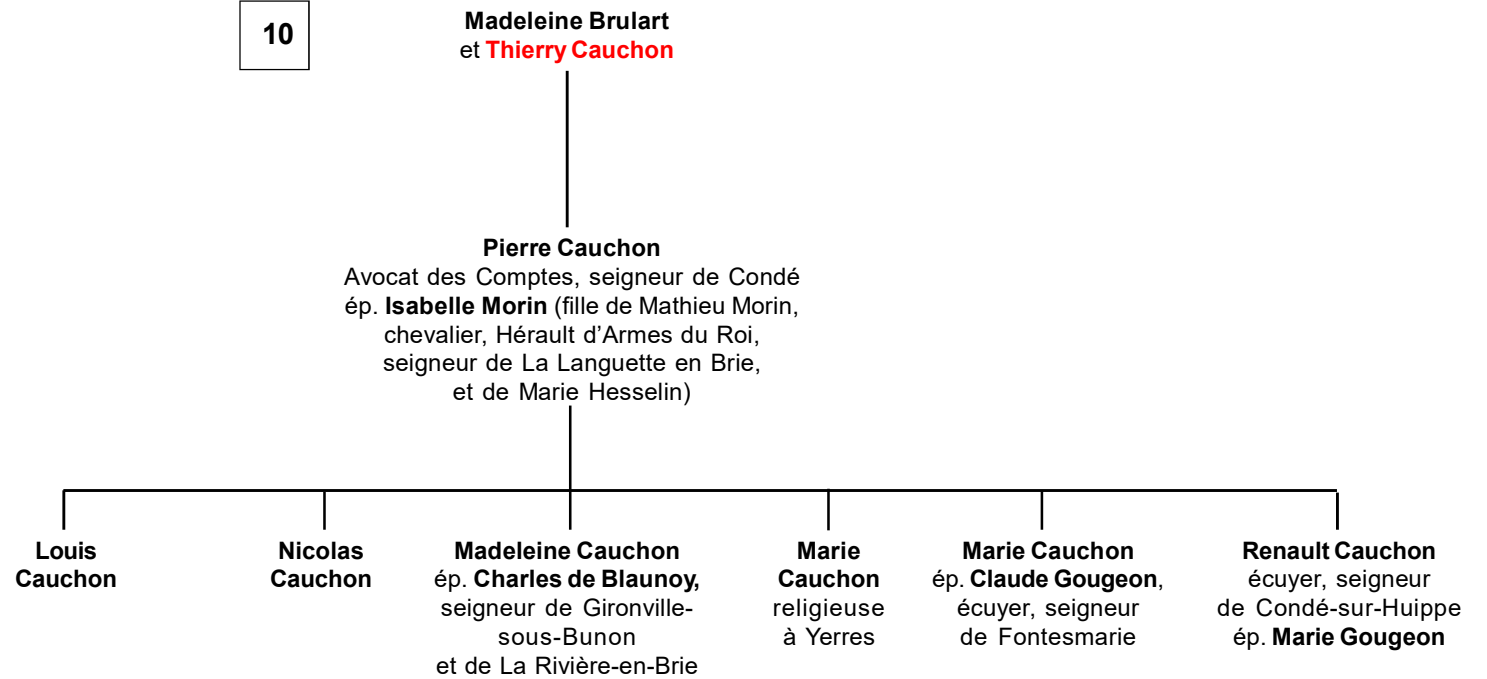 10
Madeleine Brulart
et Thierry Cauchon
Pierre Cauchon
Avocat des Comptes, seigneur de Condé
ép. Isabelle Morin (fille de Mathieu Morin,
chevalier, Hérault d'Armes du Roi,
seigneur de La Languette en Brie,
et de Marie Hesselin)
Louis
Cauchon
Nicolas
Cauchon
Madeleine Cauchon
ép. Charles de Blaunoy,
seigneur de Gironville-
sous-Bunon
et de La Rivière-en-Brie
Marie
Cauchon
religieuse
à Yerres
Marie Cauchon
ép. Claude Gougeon,
écuyer, seigneur
de Fontesmarie
Renault Cauchon
écuyer, seigneur
de Condé-sur-Huippe
ép. Marie Gougeon